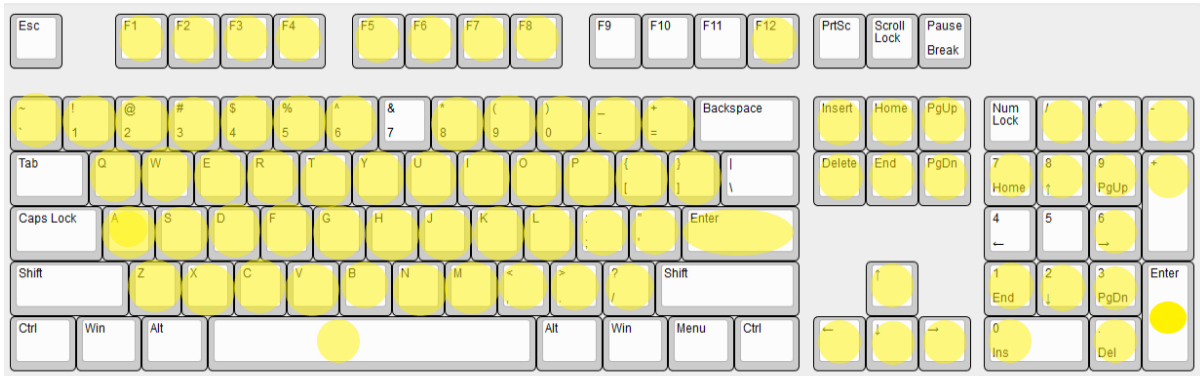 Esc F1 F2 F3 F4 F5 F6 F7 F8 F9 F10 F11 F12 PrtSc Scroll Lock Pause Break
~ ` ! 1 @ 2 # 3 $ 4 % 5 ^ 6 & 7 * 8 ( 9 ) 0 _ - + = Backspace Insert Home PgUp Num Lock / * -
Tab Q W E R T Y U I O P { [ } ] | \ Delete End PgDn 7 Home 8 ↑ 9 PgUp +
Caps Lock A S D F G H J K L : ; " ' Enter 4 ← 5 6 →
Shift Z X C V B N M < , > . ? / Shift ↑ 1 End 2 ↓ 3 PgDn Enter
Ctrl Win Alt Alt Win Menu Ctrl ← ↓ → 0 Ins . Del